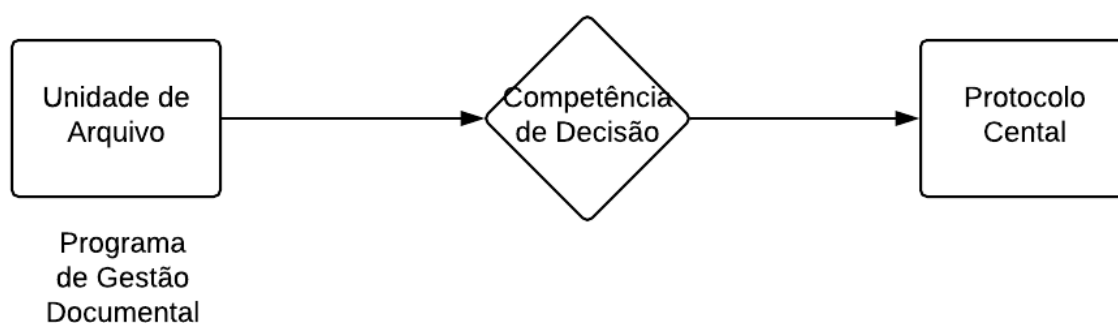 Unidade de
Arquivo
Competência
de Decisão
Protocolo
Cental
Programa
de Gestão
Documental